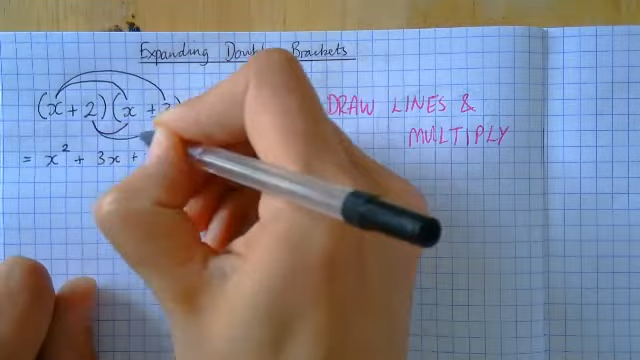 Expanding Double Brackets
(x + 2)(x + 3)
DRAW LINES &
MULTIPLY
= x² + 3x +